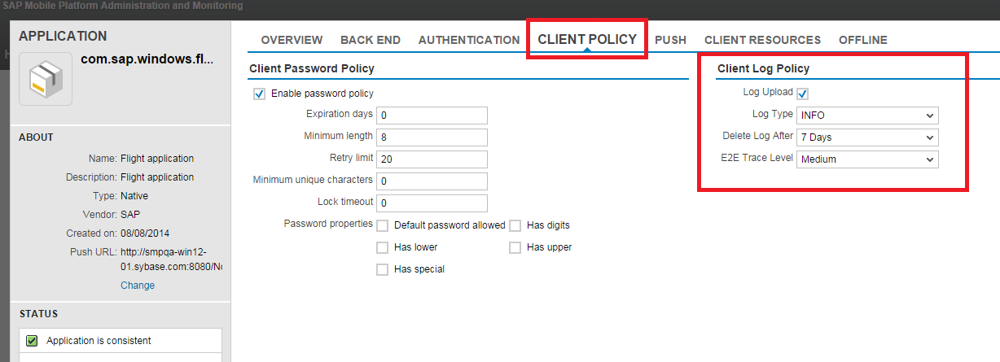 SAP Mobile Platform Administration and Monitoring
APPLICATION
com.sap.windows.fl...
ABOUT
Name: Flight application
Description: Flight application
Type: Native
Vendor: SAP
Created on: 08/08/2014
Push URL: http://smpqa-win12-
01.sybase.com:8080/No
Change
STATUS
Application is consistent
OVERVIEW BACK END AUTHENTICATION CLIENT POLICY PUSH CLIENT RESOURCES OFFLINE
Client Password Policy
Enable password policy
Expiration days 0
Minimum length 8
Retry limit 20
Minimum unique characters 0
Lock timeout 0
Password properties Default password allowed Has digits
Has lower Has upper
Has special
Client Log Policy
Log Upload
Log Type INFO
Delete Log After 7 Days
E2E Trace Level Medium